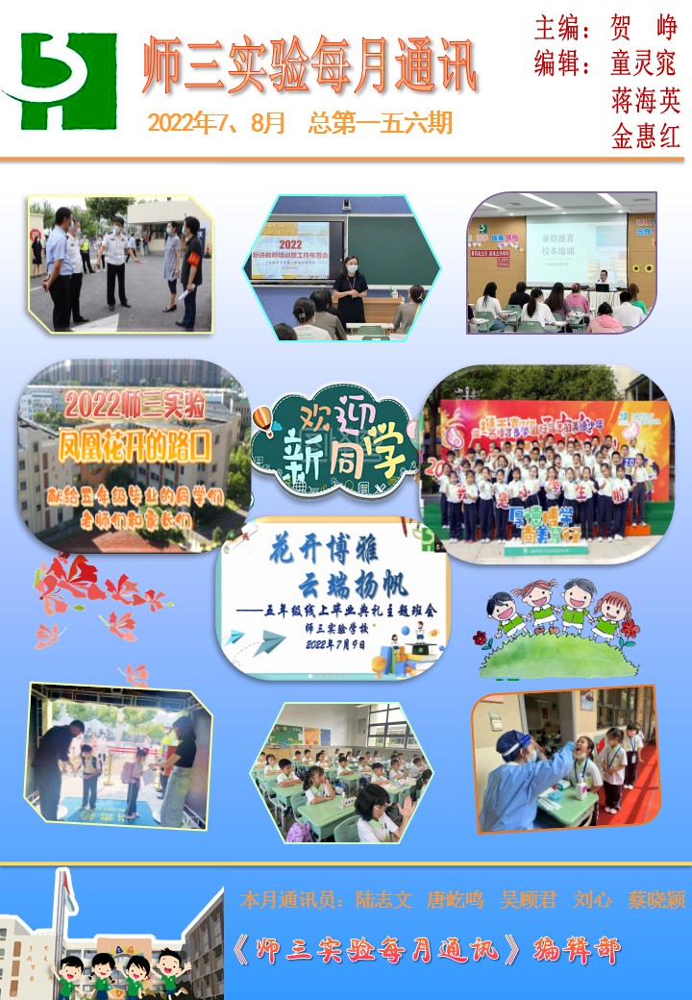 师三实验每月通讯
2022年7、8月 总第一五六期
主编： 贺 峥
编辑： 童灵窕
蒋海英
金惠红
2022
新进教师培训暨工作布置会
暑期德育
校本培训
2022师三实验
凤凰花开的路口
献给五年级毕业的同学们
老师们和家长们
欢迎
新同学
我是小学生啦
厚德博学
尚美笃行
花开博雅
云端扬帆
——五年级线上毕业典礼主题班会
师三实验学校
2022年7月9日
本月通讯员：陆志文 唐屹鸣 吴顾君 刘心 蔡晓颖
《师三实验每月通讯》编辑部